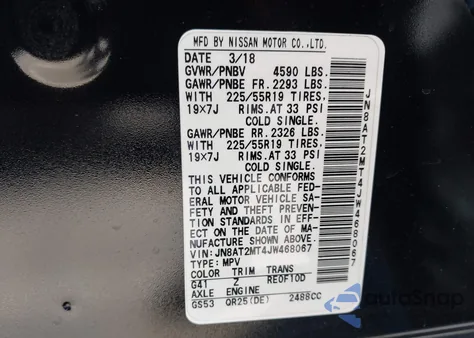 MFD BY NISSAN MOTOR CO.,LTD.
DATE 3/18
GVWR/PNBV 4590 LBS.
GAWR/PNBE FR. 2293 LBS.
WITH 225/55R19 TIRES,
19×7J RIMS.AT 33 PSI
COLD SINGLE.
GAWR/PNBE RR. 2326 LBS.
WITH 225/55R19 TIRES,
19×7J RIMS.AT 33 PSI
COLD SINGLE.
THIS VEHICLE CONFORMS
TO ALL APPLICABLE FED-
ERAL MOTOR VEHICLE SA-
FETY AND THEFT PREVEN-
TION STANDARDS IN EFF-
ECT ON THE DATE OF MA-
NUFACTURE SHOWN ABOVE.
VIN:JN8AT2MT4JW468067
TYPE:MPV
COLOR TRIM TRANS
G41 Z RE0F10D
AXLE ENGINE
GS53 QR25(DE) 2488CC
JN8AT2MT4JW468067
autoSnap